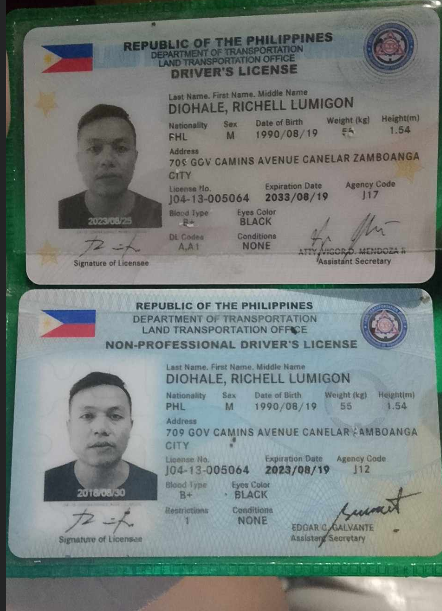 REPUBLIC OF THE PHILIPPINES
DEPARTMENT OF TRANSPORTATION
LAND TRANSPORTATION OFFICE
DRIVER'S LICENSE
Last Name, First Name, Middle Name
DIOHALE, RICHELL LUMIGON
Nationality Sex Date of Birth Weight (kg) Height(m)
PHL M 1990/08/19 55 1.54
Address
709 GOV CAMINS AVENUE CANELAR ZAMBOANGA
CITY
License No. Expiration Date Agency Code
J04-13-005064 2033/08/19 J17
Blood Type Eyes Color
B+ BLACK
2023/08/25
DL Codes Conditions
A,A1 NONE
ATTY. VIGOR D. MENDOZA II
Signature of Licensee Assistant Secretary
REPUBLIC OF THE PHILIPPINES
DEPARTMENT OF TRANSPORTATION
LAND TRANSPORTATION OFFICE
NON-PROFESSIONAL DRIVER'S LICENSE
Last Name, First Name, Middle Name
DIOHALE, RICHELL LUMIGON
Nationality Sex Date of Birth Weight (kg) Height(m)
PHL M 1990/08/19 55 1.54
Address
709 GOV CAMINS AVENUE CANELAR ZAMBOANGA
CITY
License No. Expiration Date Agency Code
J04-13-005064 2023/08/19 J12
Blood Type Eyes Color
B+ BLACK
2018/08/30
Restrictions Conditions
1 NONE
EDGAR C. GALVANTE
Signature of Licensee Assistant Secretary